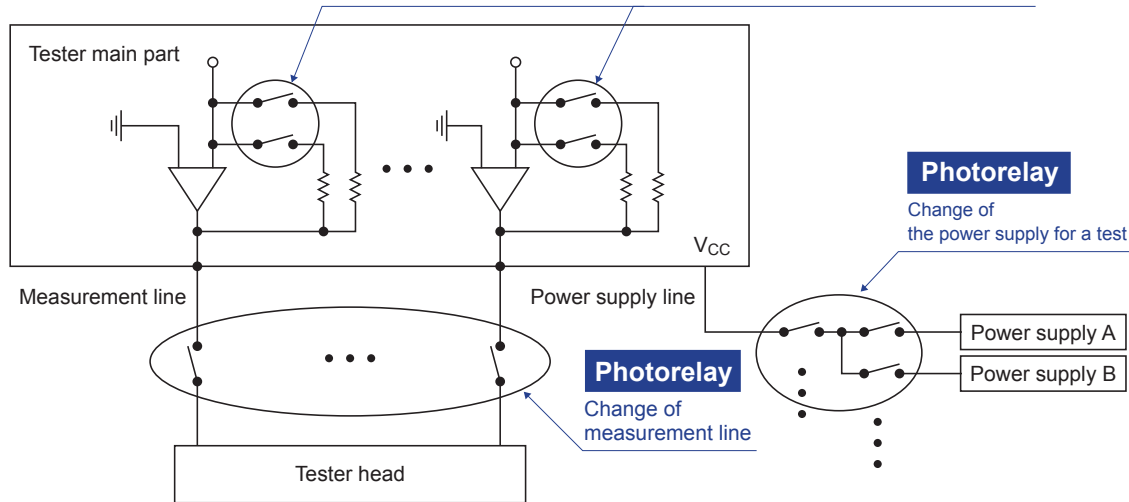 Tester main part
Photorelay
Change of
the power supply for a test
VCC
Measurement line
Power supply line
Power supply A
Power supply B
Photorelay
Change of
measurement line
Tester head